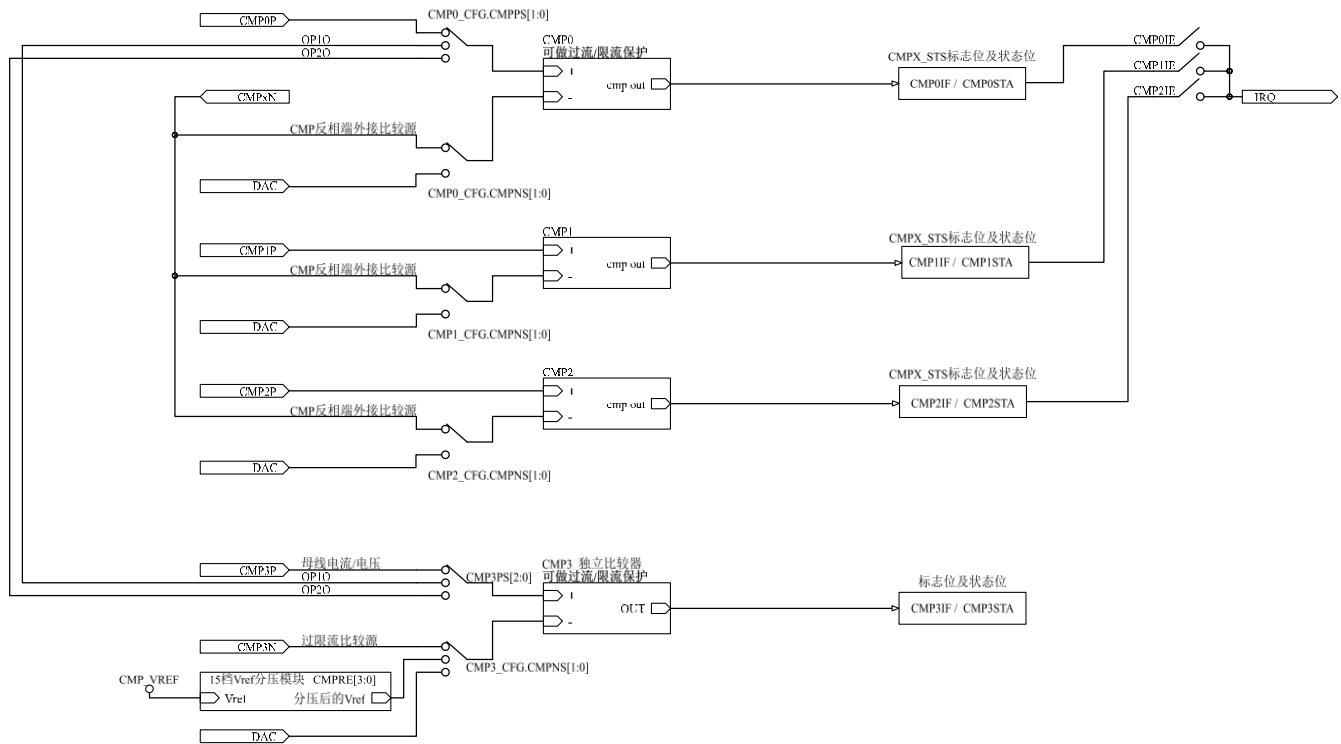 CMP0_CFG.CMPPS[1:0]
CMP0P
OP1O
OP2O
CMP0
可做过流/限流保护
+
cmp out
-
CMPX_STS标志位及状态位
CMP0IF / CMP0STA
CMP0IE
CMP1IE
CMP2IE
IRQ
CMPxN
CMP反相端外接比较源
DAC
CMP0_CFG.CMPNS[1:0]
CMP1P
CMP1
+
cmp out
-
CMPX_STS标志位及状态位
CMP1IF / CMP1STA
CMP反相端外接比较源
DAC
CMP1_CFG.CMPNS[1:0]
CMP2P
CMP2
+
cmp out
-
CMPX_STS标志位及状态位
CMP2IF / CMP2STA
CMP反相端外接比较源
DAC
CMP2_CFG.CMPNS[1:0]
CMP3P
母线电流/电压
OP1O
OP2O
CMP3PS[2:0]
CMP3 独立比较器
可做过流/限流保护
+
OUT
-
标志位及状态位
CMP3IF / CMP3STA
CMP3N
过限流比较源
CMP3_CFG.CMPNS[1:0]
CMP_VREF
15档Vref分压模块 CMPRE[3:0]
Vref
分压后的Vref
DAC